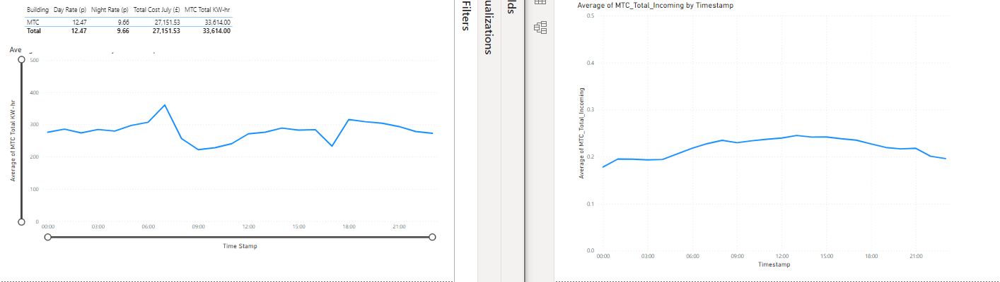 Building Day Rate (p) Night Rate (p) Total Cost July (£) MTC Total KW-hr
MTC 12.47 9.66 27,151.53 33,614.00
Total 12.47 9.66 27,151.53 33,614.00
Ave
500
400
300
200
100
0
Average of MTC Total KW-hr
00:00 03:00 06:00 09:00 12:00 15:00 18:00 21:00
Time Stamp
Filters
ualizations
lds
Average of MTC_Total_Incoming by Timestamp
0.5
0.4
0.3
0.2
0.1
0.0
Average of MTC_Total_Incoming
00:00 03:00 06:00 09:00 12:00 15:00 18:00 21:00
Timestamp